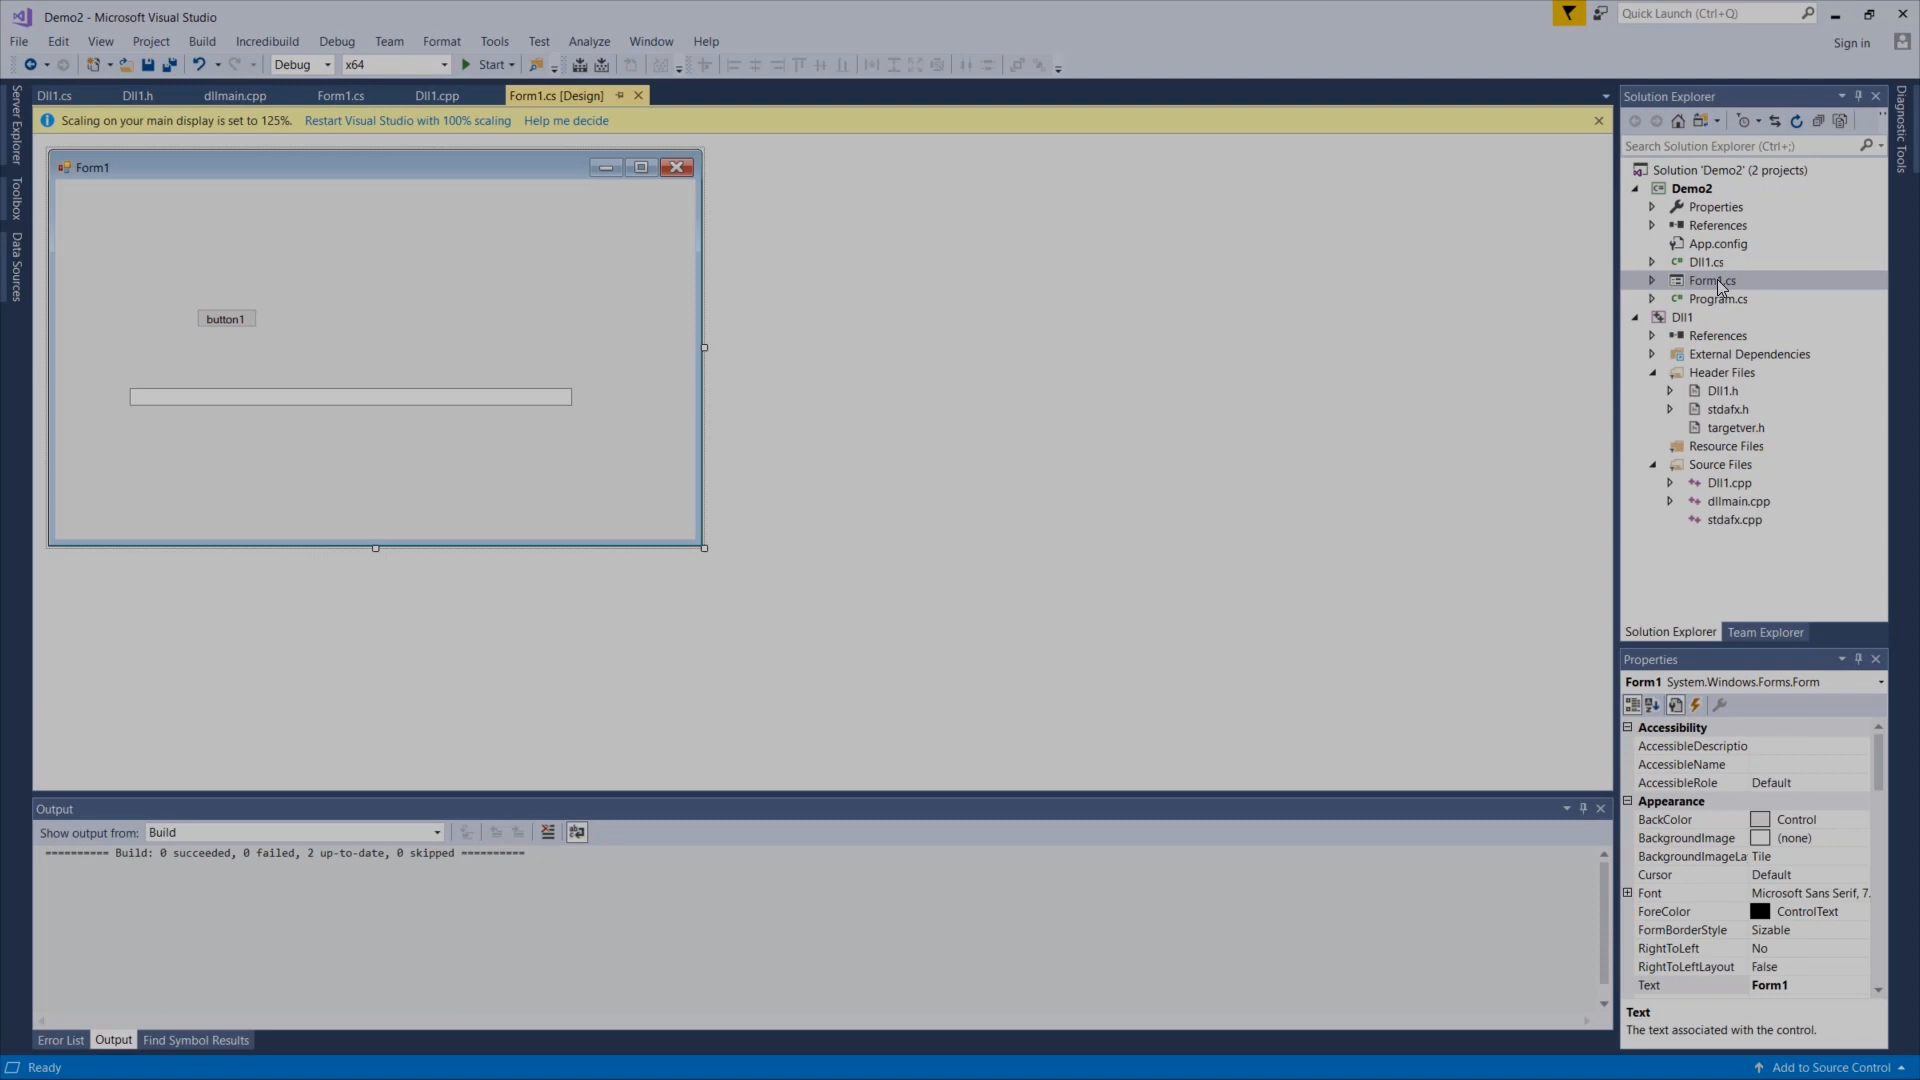 Demo2 - Microsoft Visual Studio
Quick Launch (Ctrl+Q)
File Edit View Project Build Incredibuild Debug Team Format Tools Test Analyze Window Help
Sign in
Debug x64 Start
Dll1.cs Dll1.h dllmain.cpp Form1.cs Dll1.cpp Form1.cs [Design]
Scaling on your main display is set to 125%. Restart Visual Studio with 100% scaling Help me decide
Server Explorer
Toolbox
Data Sources
Form1
button1
Solution Explorer
Search Solution Explorer (Ctrl+;)
Solution 'Demo2' (2 projects)
Demo2
Properties
References
App.config
Dll1.cs
Form1.cs
Program.cs
Dll1
References
External Dependencies
Header Files
Dll1.h
stdafx.h
targetver.h
Resource Files
Source Files
Dll1.cpp
dllmain.cpp
stdafx.cpp
Solution Explorer Team Explorer
Diagnostic Tools
Properties
Form1 System.Windows.Forms.Form
Accessibility
AccessibleDescriptio
AccessibleName
AccessibleRole Default
Appearance
BackColor Control
BackgroundImage (none)
BackgroundImageLa Tile
Cursor Default
Font Microsoft Sans Serif, 7.
ForeColor ControlText
FormBorderStyle Sizable
RightToLeft No
RightToLeftLayout False
Text Form1
Text
The text associated with the control.
Output
Show output from: Build
========== Build: 0 succeeded, 0 failed, 2 up-to-date, 0 skipped ==========
Error List Output Find Symbol Results
Ready
Add to Source Control